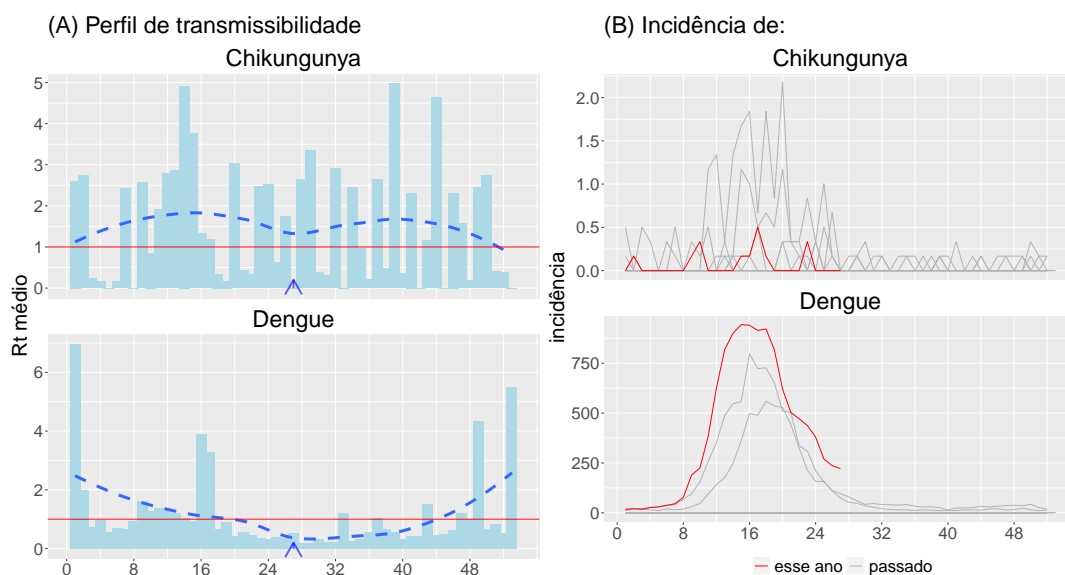 (A) Perfil de transmissibilidade
Chikungunya
5
4
3
2
1
0
Dengue
6
4
2
0
0 8 16 24 32 40 48
Rt médio
(B) Incidência de:
Chikungunya
2.0
1.5
1.0
0.5
0.0
Dengue
750
500
250
0
0 8 16 24 32 40 48
incidência
esse ano passado